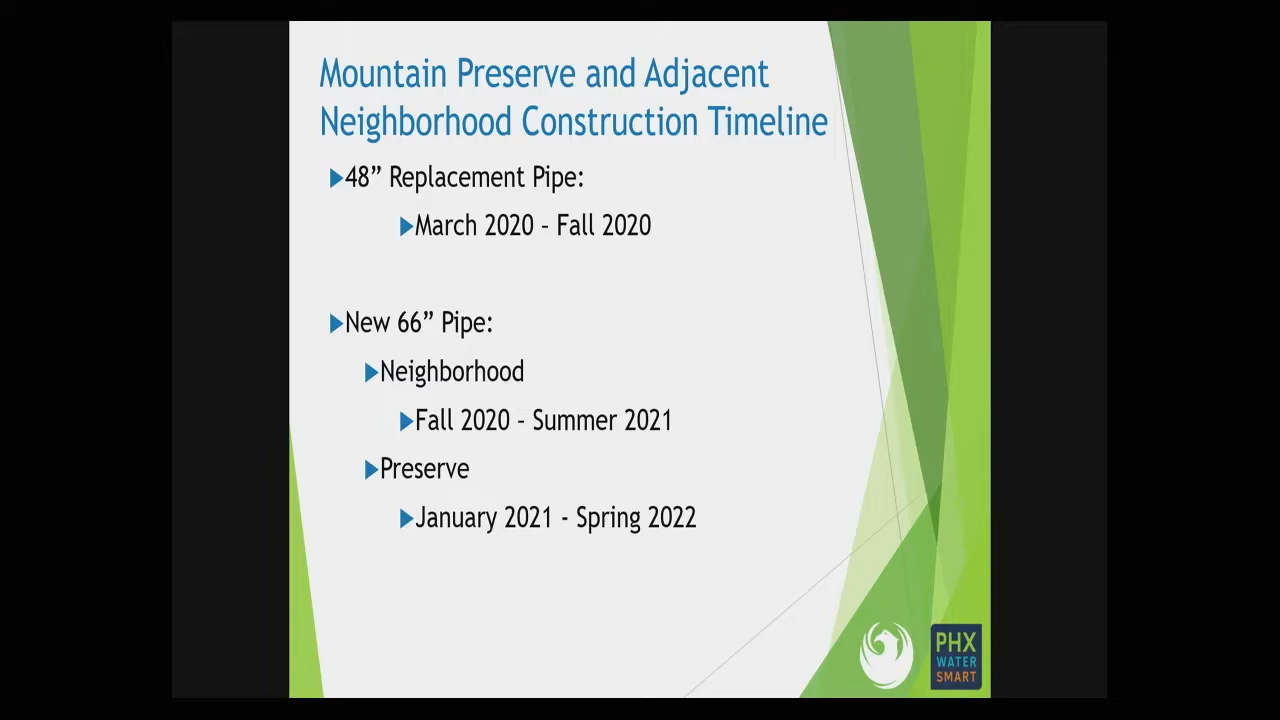 Mountain Preserve and Adjacent
Neighborhood Construction Timeline
48” Replacement Pipe:
March 2020 – Fall 2020
New 66” Pipe:
Neighborhood
Fall 2020 – Summer 2021
Preserve
January 2021 - Spring 2022
PHX
WATER
SMART